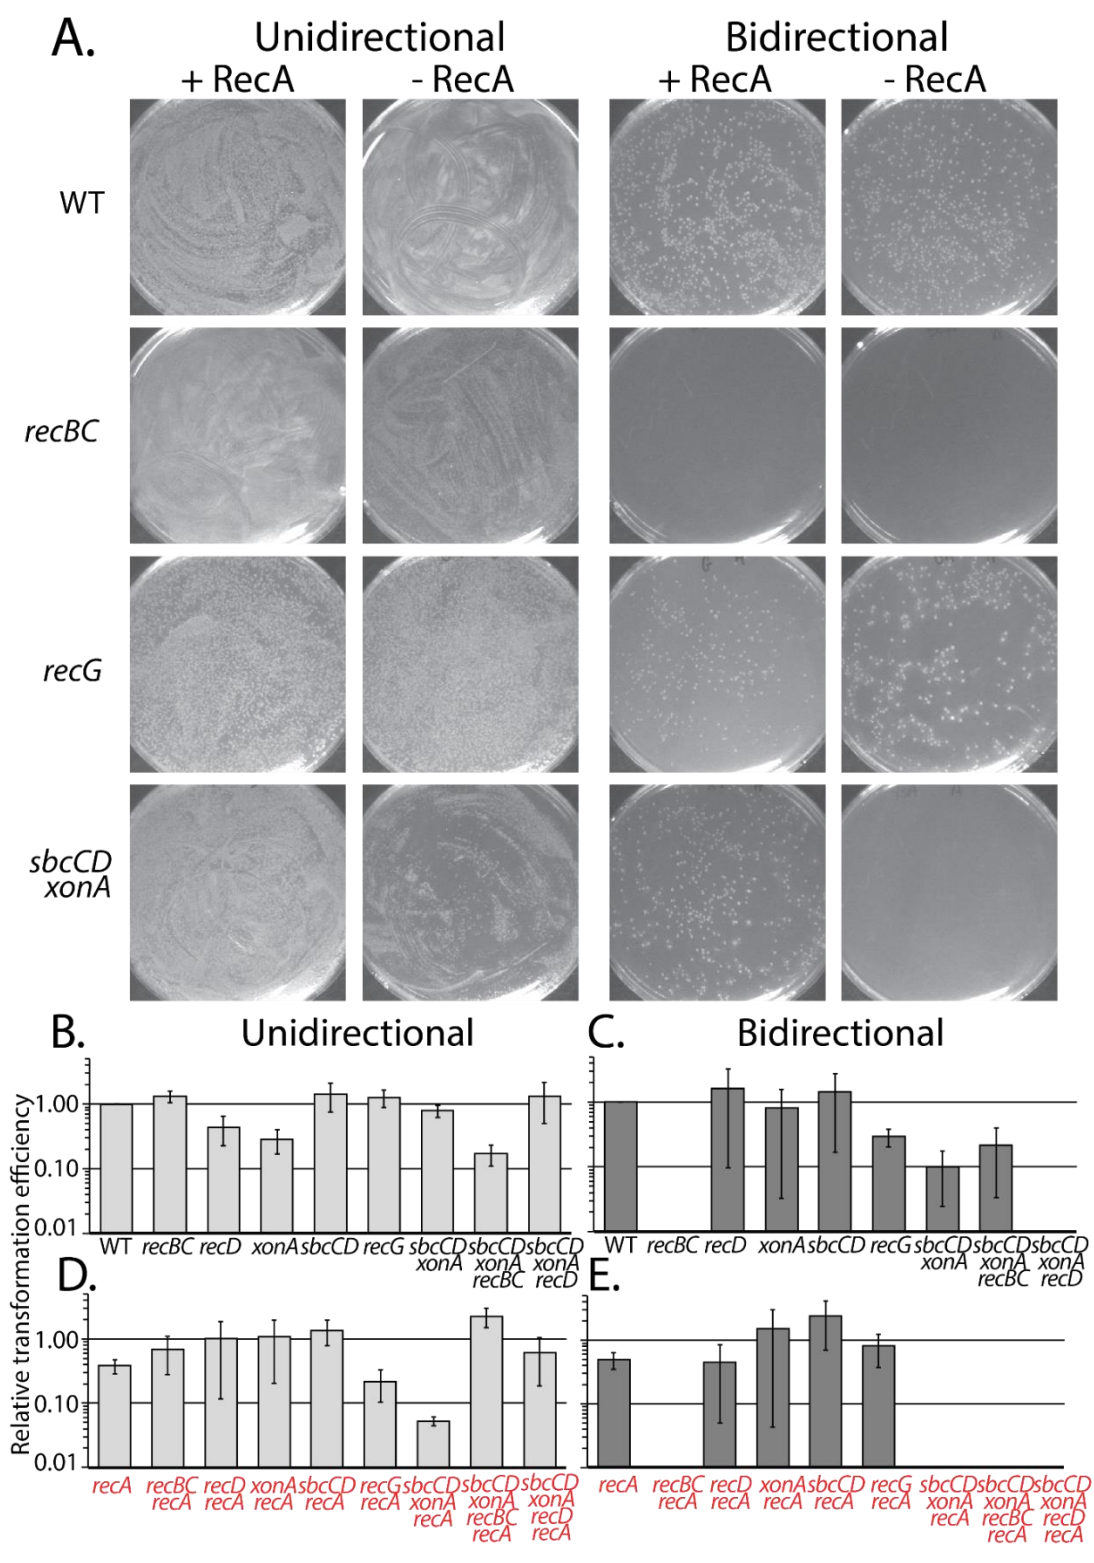 A.
Unidirectional
Bidirectional
+ RecA
- RecA
+ RecA
- RecA
WT
recBC
recG
sbcCD
xonA
B.
Unidirectional
C.
Bidirectional
Relative transformation efficiency
1.00
0.10
0.01
WT recBC recD xonA sbcCD recG sbcCD sbcCD sbcCD
xonA xonA xonA
recBC recD
WT recBC recD xonA sbcCD recG sbcCD sbcCD sbcCD
xonA xonA xonA
recBC recD
D.
E.
1.00
0.10
0.01
recA recBC recD xonA sbcCD recG sbcCD sbcCD sbcCD
recA recA recA recA recA xonA xonA xonA
recA recBC recD
recA recA
recA recBC recD xonA sbcCD recG sbcCD sbcCD sbcCD
recA recA recA recA recA xonA xonA xonA
recA recBC recD
recA recA